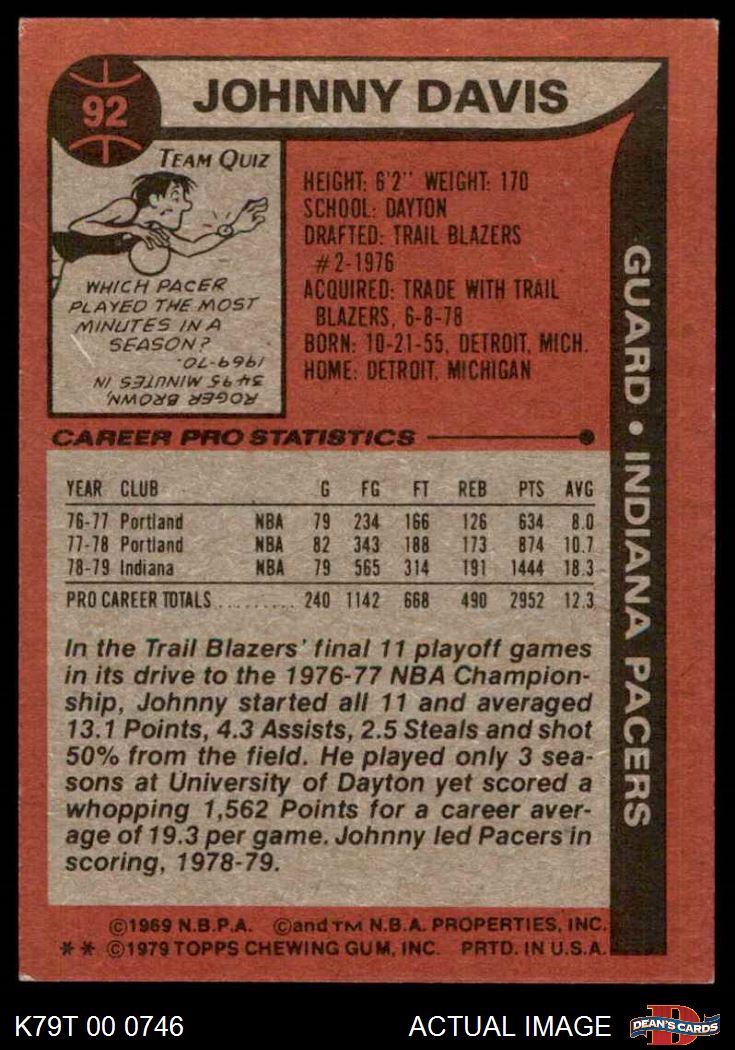 92
JOHNNY DAVIS
TEAM QUIZ
WHICH PACER
PLAYED THE MOST
MINUTES IN A
SEASON?
ROGER BROWN,
3495 MINUTES IN
1969-70.
HEIGHT: 6'2" WEIGHT: 170
SCHOOL: DAYTON
DRAFTED: TRAIL BLAZERS
#2-1976
ACQUIRED: TRADE WITH TRAIL
BLAZERS, 6-8-78
BORN: 10-21-55, DETROIT, MICH.
HOME: DETROIT, MICHIGAN
GUARD • INDIANA PACERS
CAREER PRO STATISTICS
YEAR CLUB G FG FT REB PTS AVG
76-77 Portland NBA 79 234 166 126 634 8.0
77-78 Portland NBA 82 343 188 173 874 10.7
78-79 Indiana NBA 79 565 314 191 1444 18.3
PRO CAREER TOTALS .......... 240 1142 668 490 2952 12.3
In the Trail Blazers' final 11 playoff games
in its drive to the 1976-77 NBA Champion-
ship, Johnny started all 11 and averaged
13.1 Points, 4.3 Assists, 2.5 Steals and shot
50% from the field. He played only 3 sea-
sons at University of Dayton yet scored a
whopping 1,562 Points for a career aver-
age of 19.3 per game. Johnny led Pacers in
scoring, 1978-79.
©1969 N.B.P.A. ©and TM N.B.A. PROPERTIES, INC.
** ©1979 TOPPS CHEWING GUM, INC. PRTD. IN U.S.A.
K79T 00 0746
ACTUAL IMAGE
D
DEAN'S CARDS